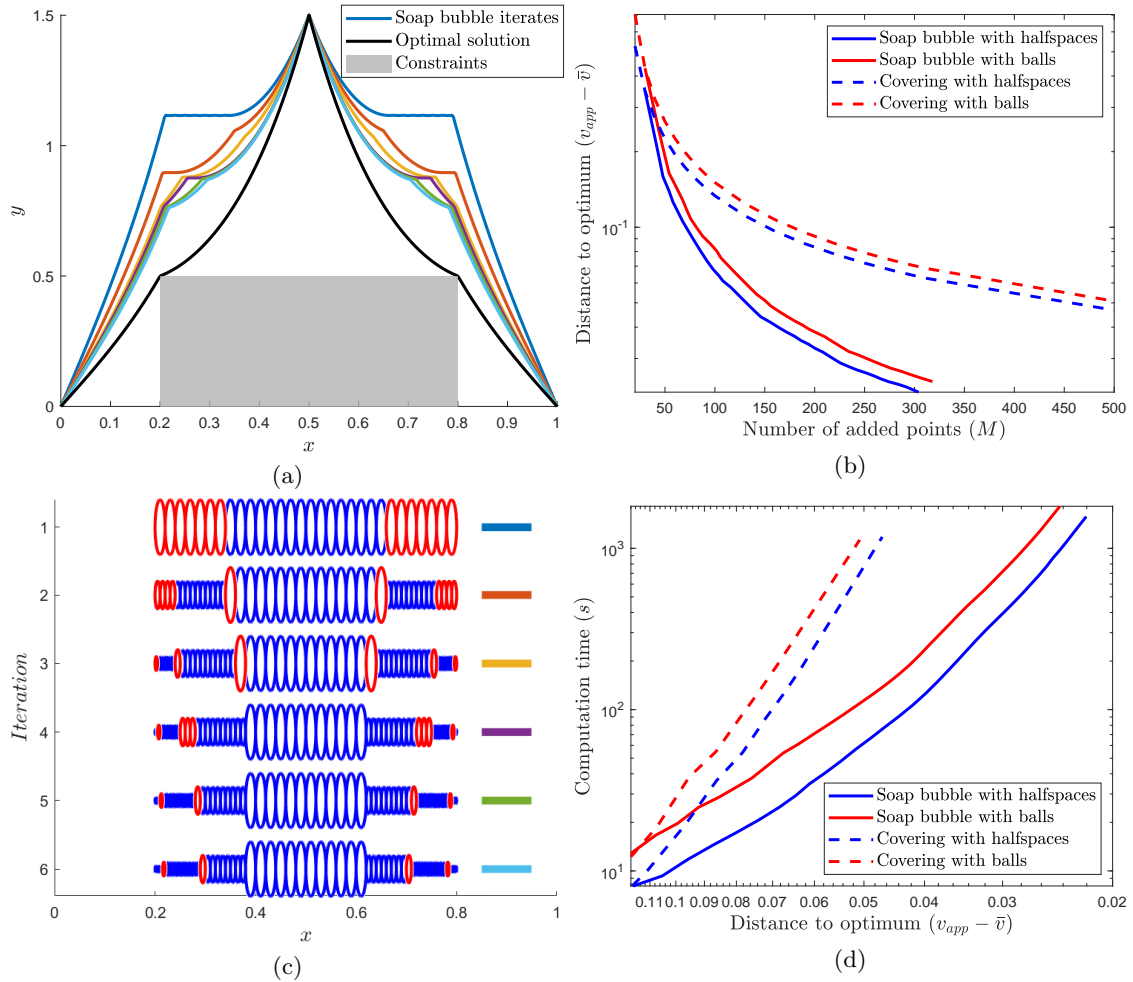 Soap bubble iterates
Optimal solution
Constraints
1.5
1
0.5
0
y
0 0.1 0.2 0.3 0.4 0.5 0.6 0.7 0.8 0.9 1
x
(a)
Soap bubble with halfspaces
Soap bubble with balls
Covering with halfspaces
Covering with balls
Distance to optimum (v_app − v̄)
10⁻¹
50 100 150 200 250 300 350 400 450 500
Number of added points (M)
(b)
Iteration
1
2
3
4
5
6
0 0.2 0.4 0.6 0.8 1
x
(c)
Computation time (s)
10³
10²
10¹
Soap bubble with halfspaces
Soap bubble with balls
Covering with halfspaces
Covering with balls
0.11 0.1 0.09 0.08 0.07 0.06 0.05 0.04 0.03 0.02
Distance to optimum (v_app − v̄)
(d)